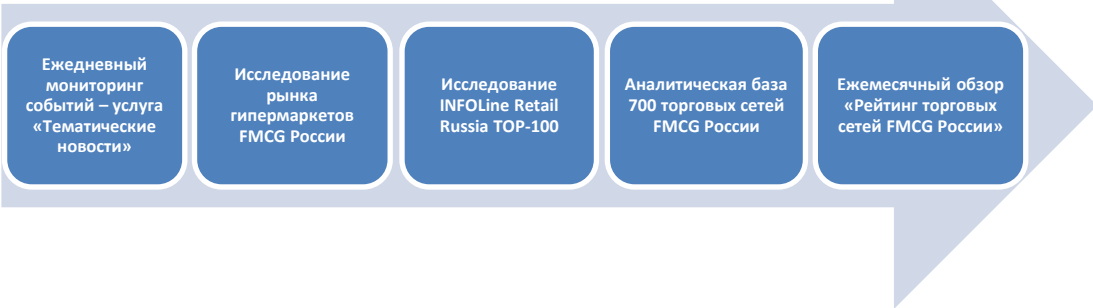 Ежедневный
мониторинг
событий – услуга
«Тематические
новости»
Исследование
рынка
гипермаркетов
FMCG России
Исследование
INFOLine Retail
Russia TOP-100
Аналитическая база
700 торговых сетей
FMCG России
Ежемесячный обзор
«Рейтинг торговых
сетей FMCG России»